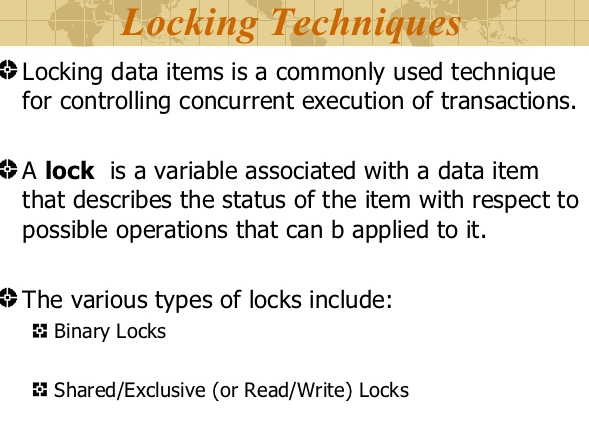 Locking Techniques
Locking data items is a commonly used technique
for controlling concurrent execution of transactions.
A lock is a variable associated with a data item
that describes the status of the item with respect to
possible operations that can b applied to it.
The various types of locks include:
Binary Locks
Shared/Exclusive (or Read/Write) Locks